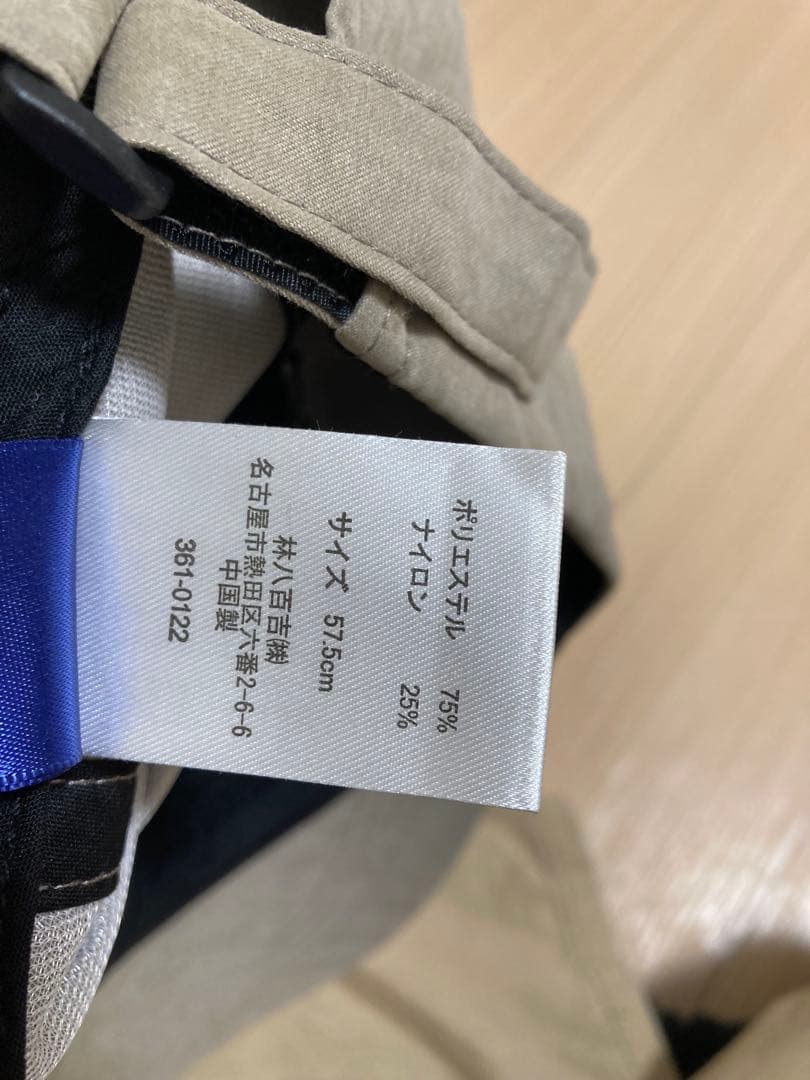 ポリエステル 75%
ナイロン 25%
サイズ 57.5cm
林八百吉㈱
名古屋市熱田区六番2-6-6
中国製
361-0122